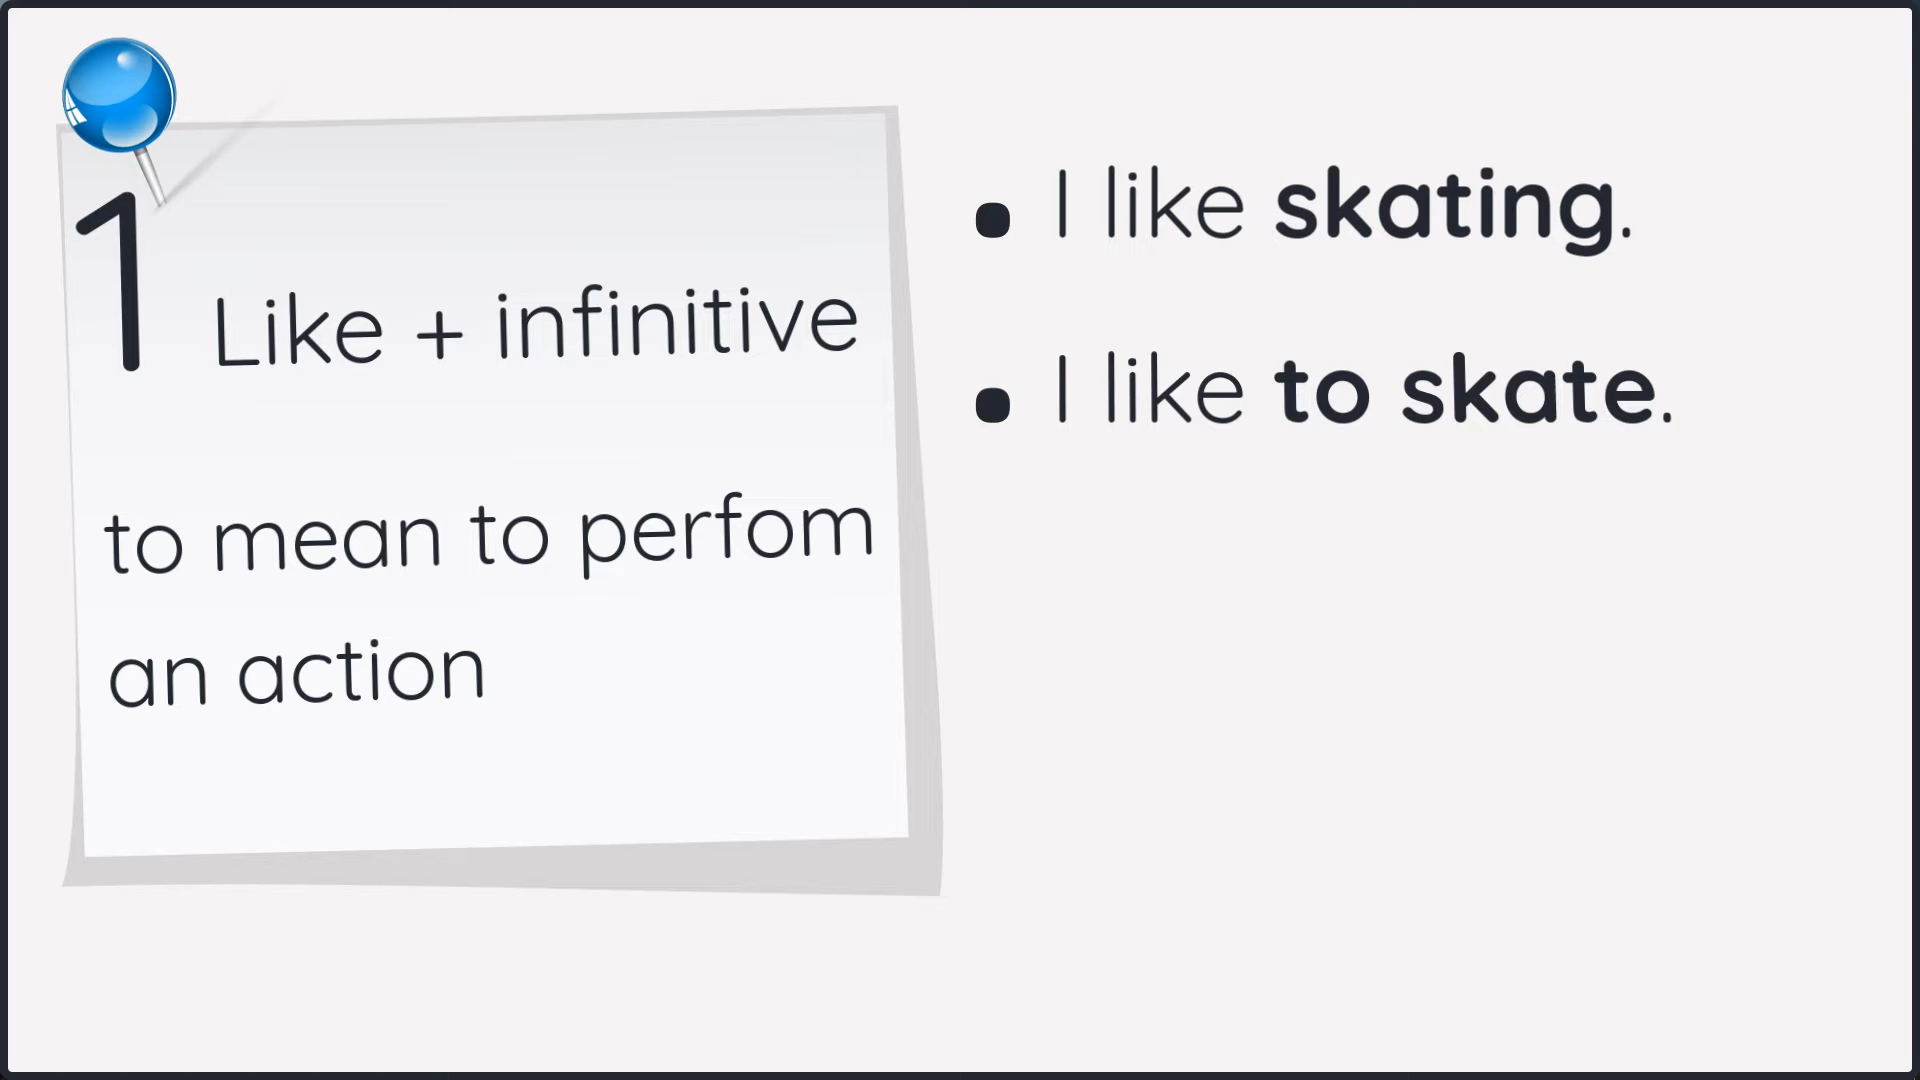 1 Like + infinitive
to mean to perfom
an action
• I like skating.
• I like to skate.